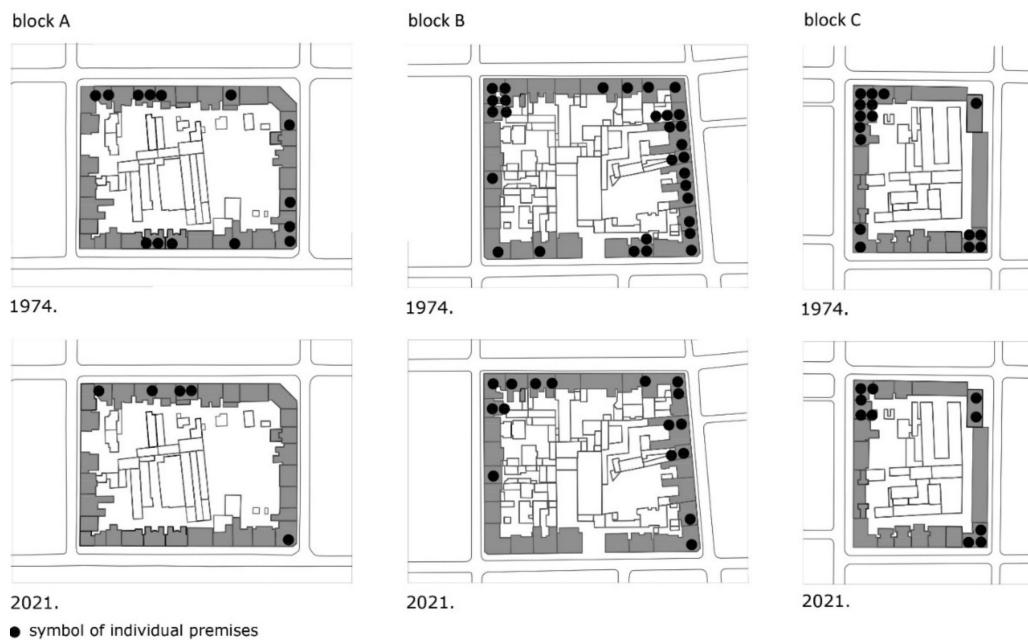 block A
block B
block C
1974.
1974.
1974.
2021.
2021.
2021.
symbol of individual premises